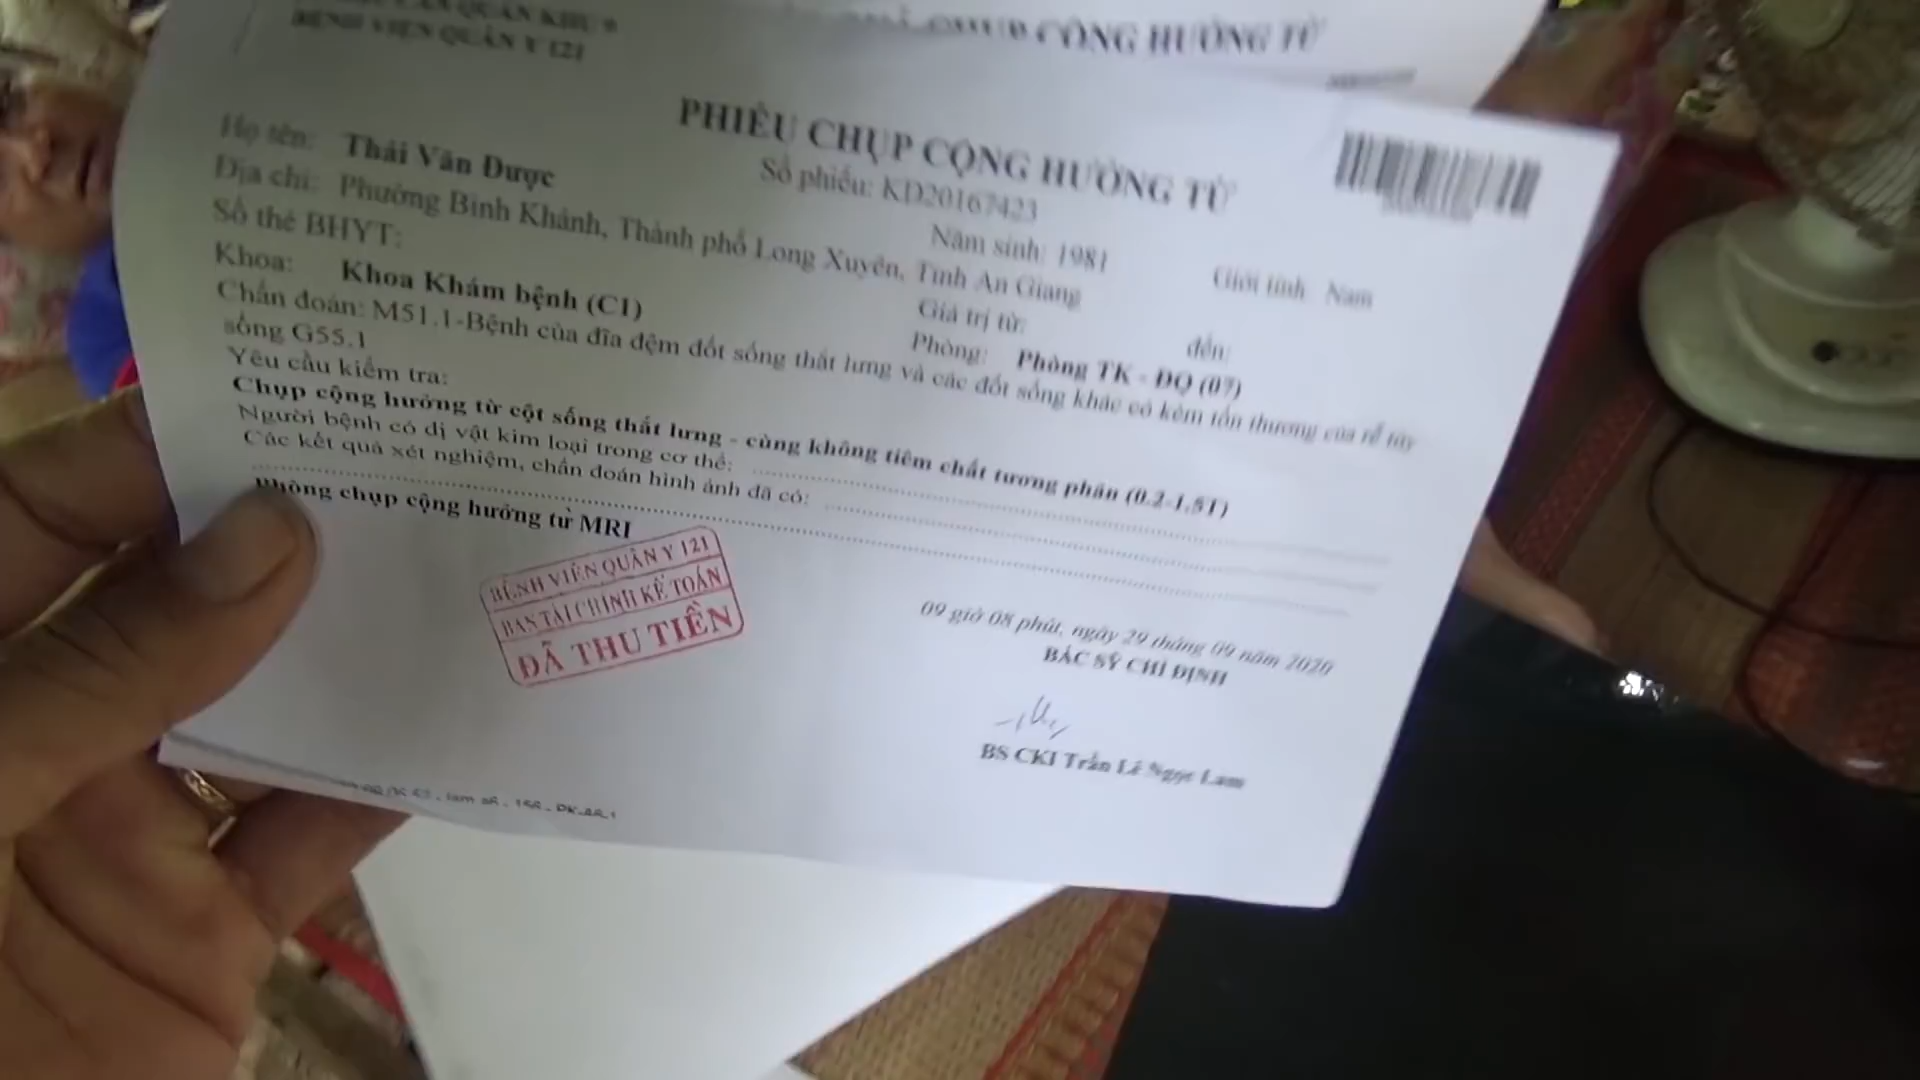 BỆNH VIỆN QUÂN Y 121
CHỤP CỘNG HƯỞNG TỪ
PHIẾU CHỤP CỘNG HƯỞNG TỪ
Số phiếu: KD20167423
Họ tên: Thái Văn Được
Năm sinh: 1981
Giới tính: Nam
Địa chỉ: Phường Bình Khánh, Thành phố Long Xuyên, Tỉnh An Giang
Số thẻ BHYT:
Giá trị từ:
đến:
Khoa: Khoa Khám bệnh (C1)
Phòng: Phòng TK - ĐQ (07)
Chẩn đoán: M51.1-Bệnh của đĩa đệm đốt sống thắt lưng và các đốt sống khác có kèm tổn thương của rễ tủy
sống G55.1
Yêu cầu kiểm tra:
Chụp cộng hưởng từ cột sống thắt lưng - cùng không tiêm chất tương phản (0.2-1.5T)
Người bệnh có dị vật kim loại trong cơ thể:
Các kết quả xét nghiệm, chẩn đoán hình ảnh đã có:
Phòng chụp cộng hưởng từ MRI
BỆNH VIỆN QUÂN Y 121
BAN TÀI CHÍNH KẾ TOÁN
ĐÃ THU TIỀN
09 giờ 08 phút, ngày 29 tháng 09 năm 2020
BÁC SỸ CHỈ ĐỊNH
BS CKI Trần Lê Ngọc Lam